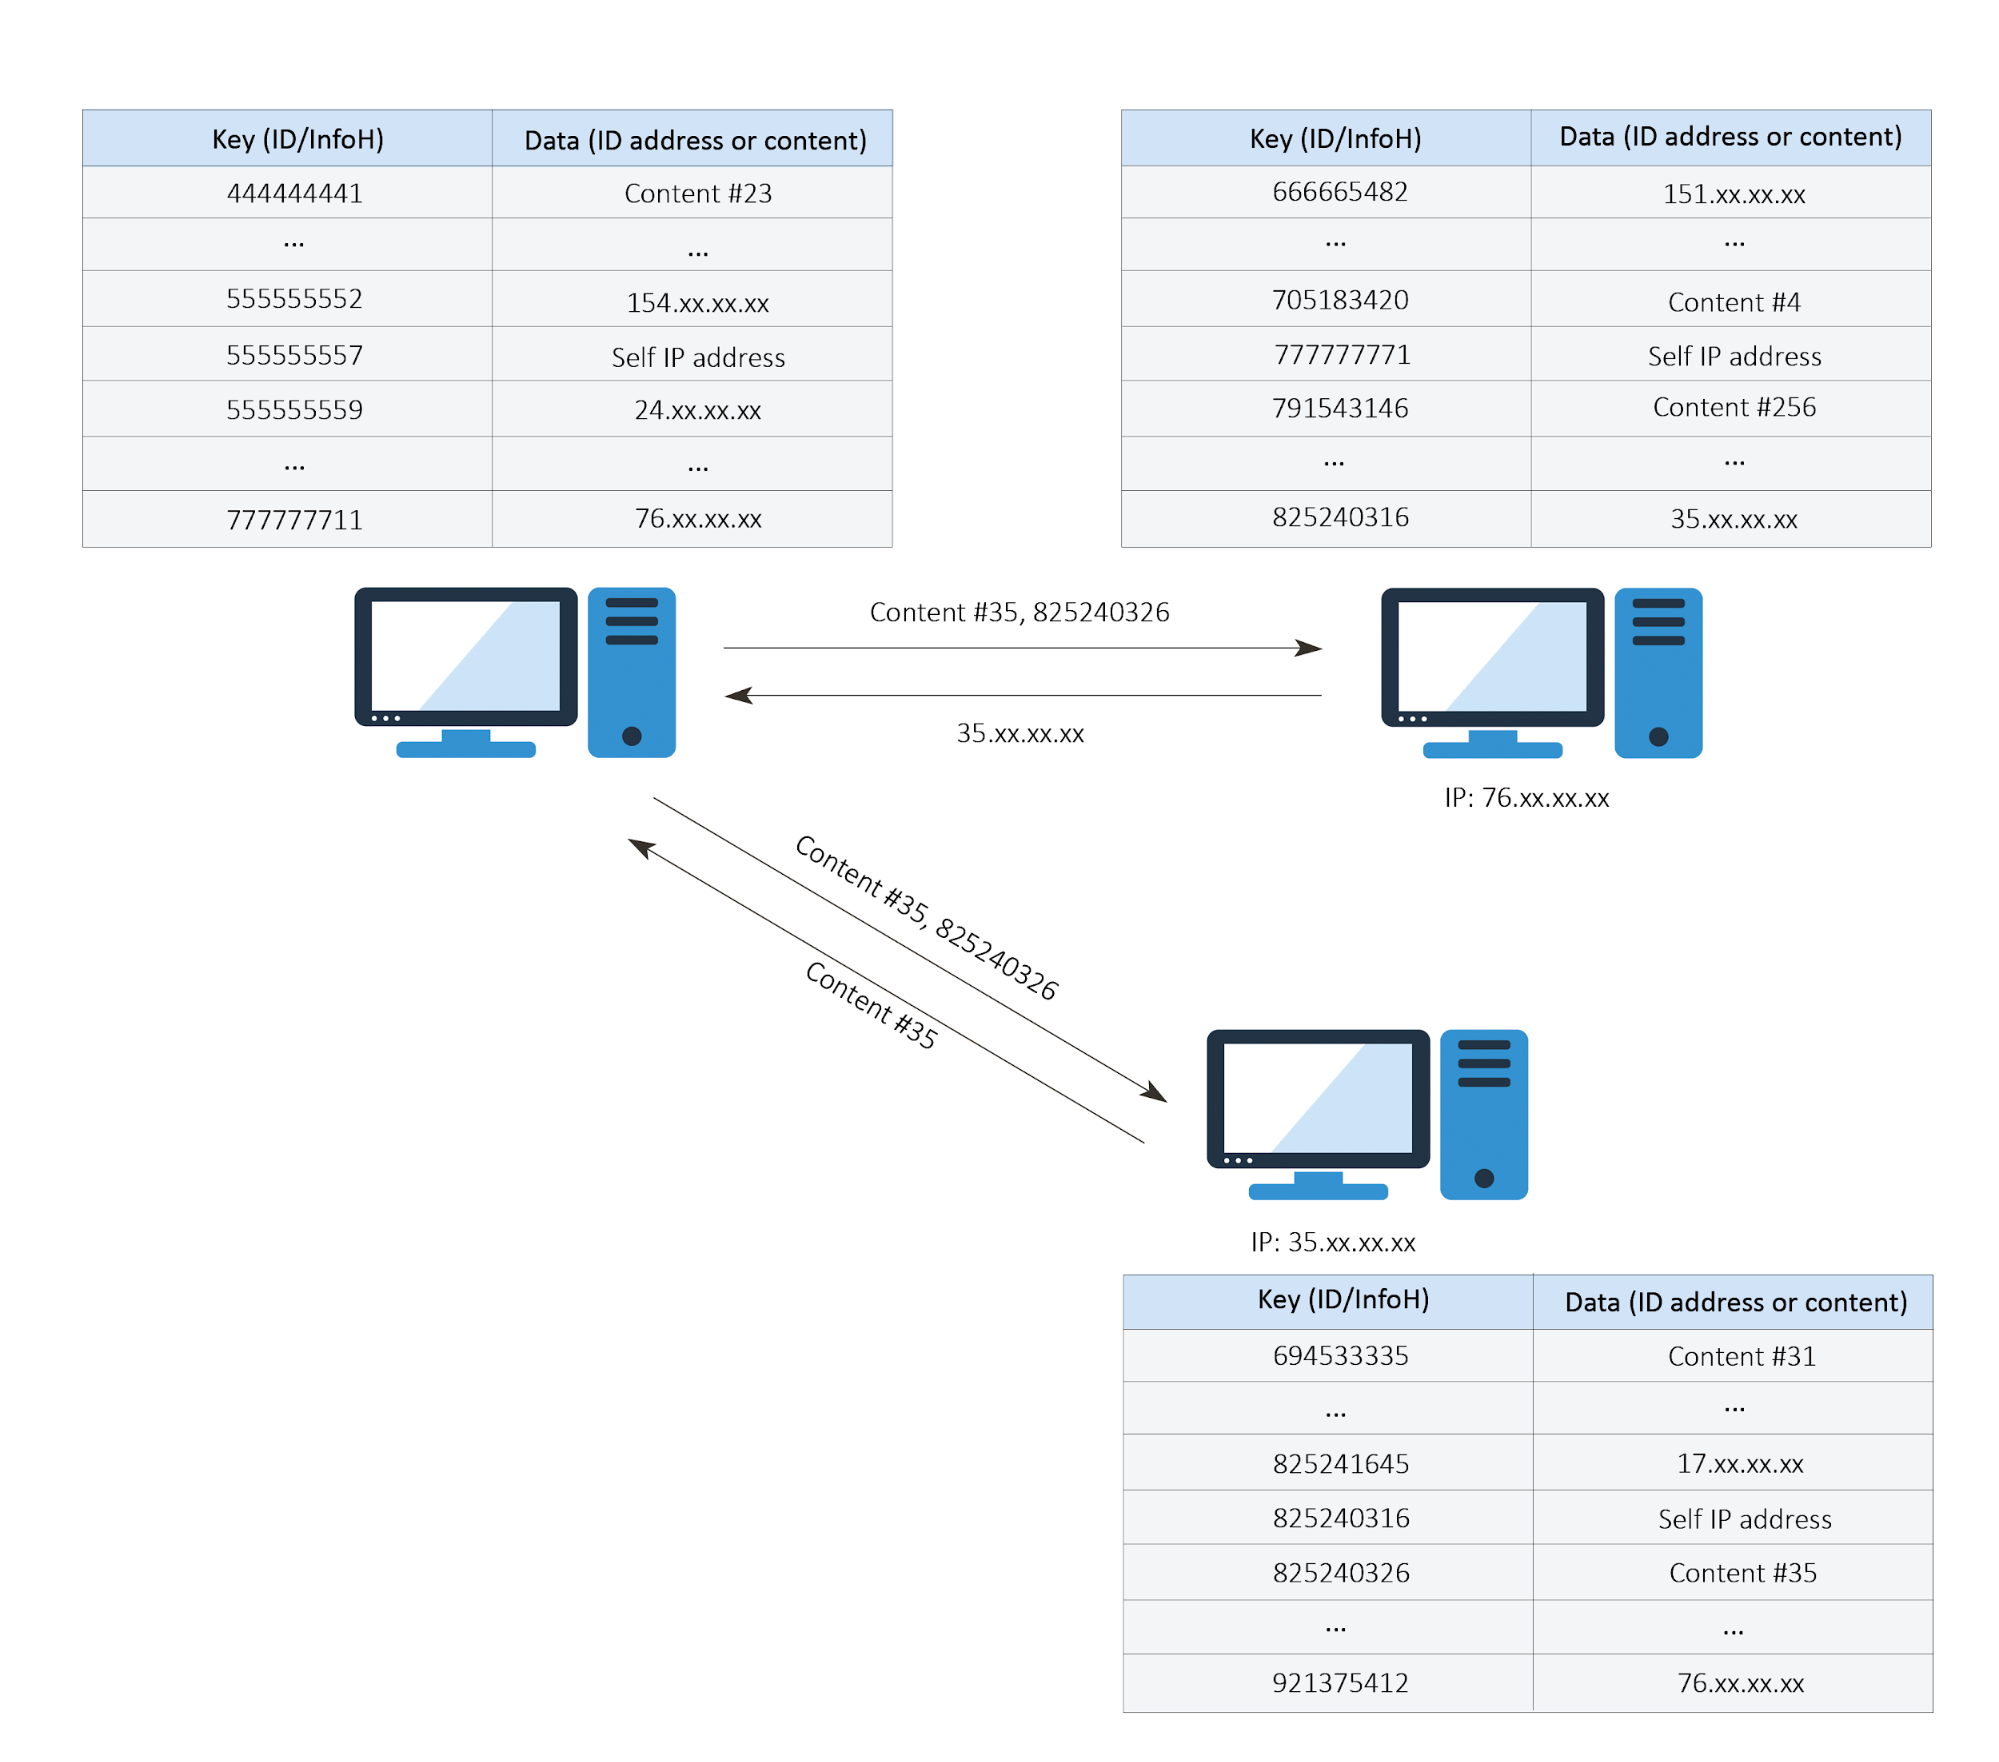 Key (ID/InfoH) Data (ID address or content)
444444441 Content #23
... ...
555555552 154.xx.xx.xx
555555557 Self IP address
555555559 24.xx.xx.xx
... ...
777777711 76.xx.xx.xx
Key (ID/InfoH) Data (ID address or content)
666665482 151.xx.xx.xx
... ...
705183420 Content #4
777777771 Self IP address
791543146 Content #256
... ...
825240316 35.xx.xx.xx
Content #35, 825240326
35.xx.xx.xx
IP: 76.xx.xx.xx
Content #35, 825240326
Content #35
IP: 35.xx.xx.xx
Key (ID/InfoH) Data (ID address or content)
694533335 Content #31
... ...
825241645 17.xx.xx.xx
825240316 Self IP address
825240326 Content #35
... ...
921375412 76.xx.xx.xx